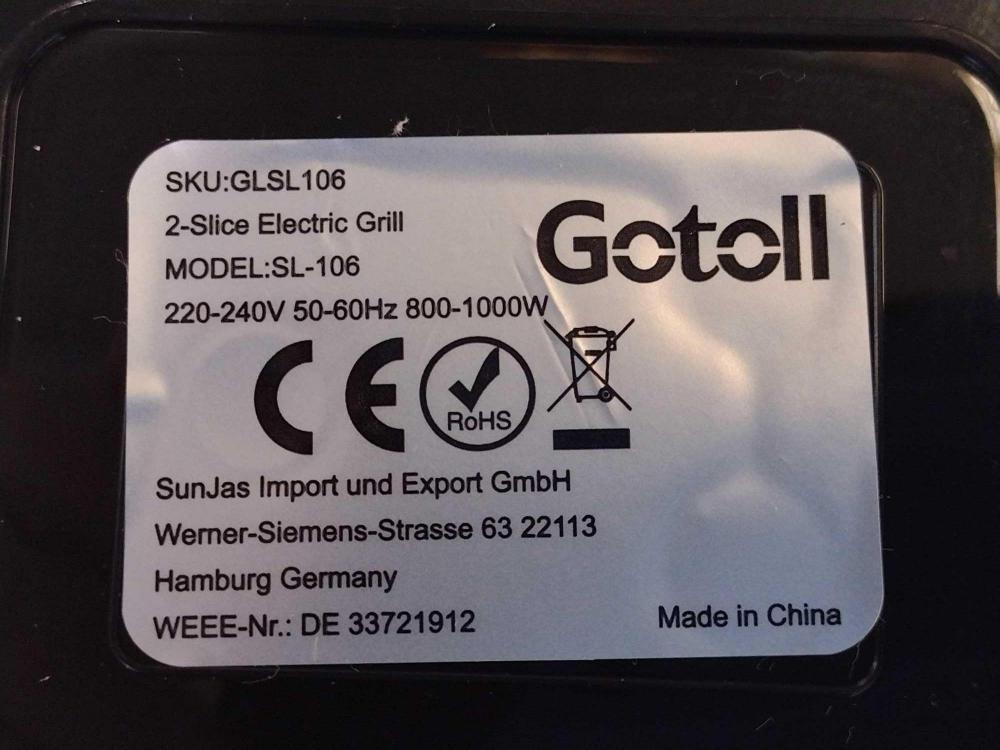 SKU:GLSL106
2-Slice Electric Grill
MODEL:SL-106
220-240V 50-60Hz 800-1000W
Gotoll
CE
RoHS
SunJas Import und Export GmbH
Werner-Siemens-Strasse 63 22113
Hamburg Germany
WEEE-Nr.: DE 33721912
Made in China